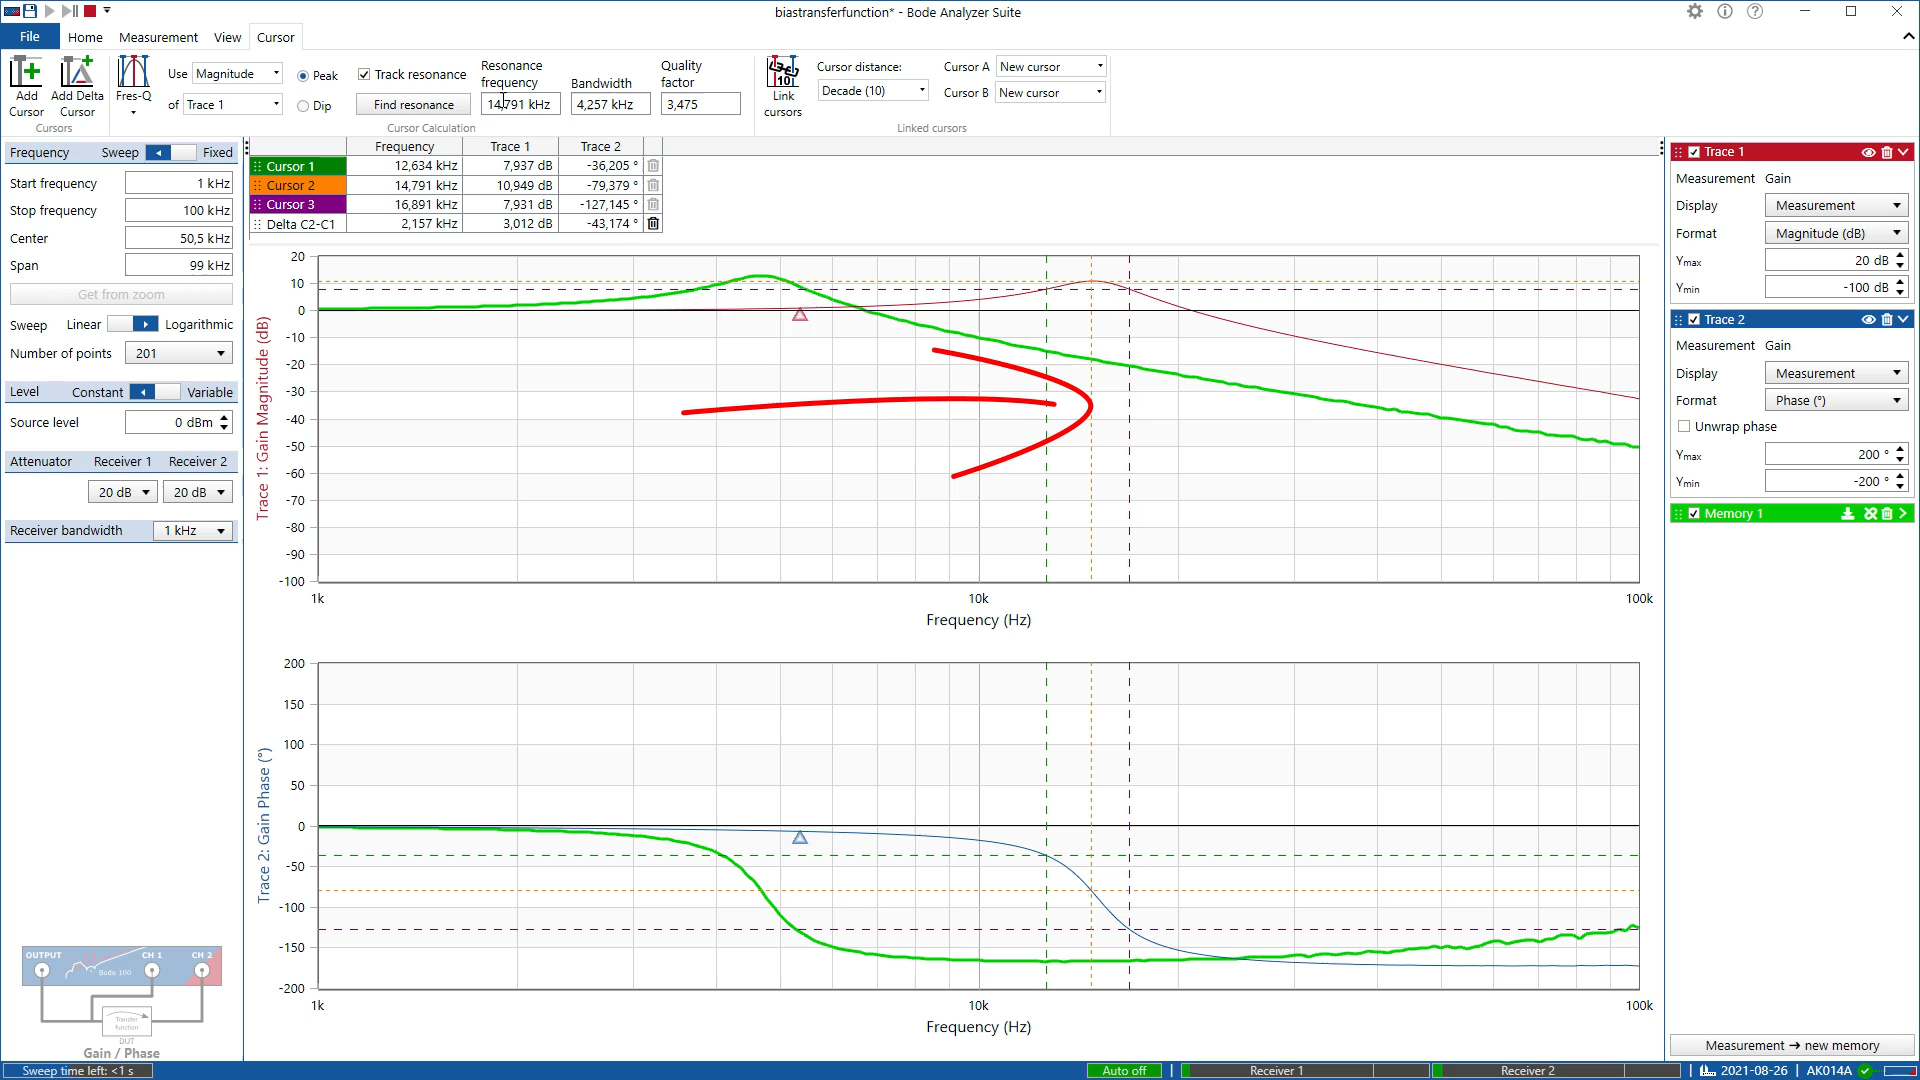 biastransferfunction* - Bode Analyzer Suite
File Home Measurement View Cursor
Add Cursor
Add Delta Cursor
Cursors
Fres-Q
Use Magnitude
of Trace 1
Peak
Dip
Track resonance
Find resonance
Resonance frequency
14,791 kHz
Bandwidth
4,257 kHz
Quality factor
3,475
Cursor Calculation
Link cursors
10
Cursor distance:
Decade (10)
Cursor A New cursor
Cursor B New cursor
Linked cursors
Frequency Sweep Fixed
Start frequency 1 kHz
Stop frequency 100 kHz
Center 50,5 kHz
Span 99 kHz
Get from zoom
Sweep Linear Logarithmic
Number of points 201
Level Constant Variable
Source level 0 dBm
Attenuator Receiver 1 Receiver 2
20 dB 20 dB
Receiver bandwidth 1 kHz
OUTPUT CH 1 CH 2
Bode 100
Transfer function
DUT
Gain / Phase
Frequency Trace 1 Trace 2
Cursor 1 12,634 kHz 7,937 dB -36,205 °
Cursor 2 14,791 kHz 10,949 dB -79,379 °
Cursor 3 16,891 kHz 7,931 dB -127,145 °
Delta C2-C1 2,157 kHz 3,012 dB -43,174 °
Trace 1: Gain Magnitude (dB)
20
10
0
-10
-20
-30
-40
-50
-60
-70
-80
-90
-100
1k 10k 100k
Frequency (Hz)
Trace 2: Gain Phase (°)
200
150
100
50
0
-50
-100
-150
-200
1k 10k 100k
Frequency (Hz)
Trace 1
Measurement Gain
Display Measurement
Format Magnitude (dB)
Ymax 20 dB
Ymin -100 dB
Trace 2
Measurement Gain
Display Measurement
Format Phase (°)
Unwrap phase
Ymax 200 °
Ymin -200 °
Memory 1
Measurement → new memory
Sweep time left: <1 s
Auto off | Receiver 1 Receiver 2 | 2021-08-26 | AK014A